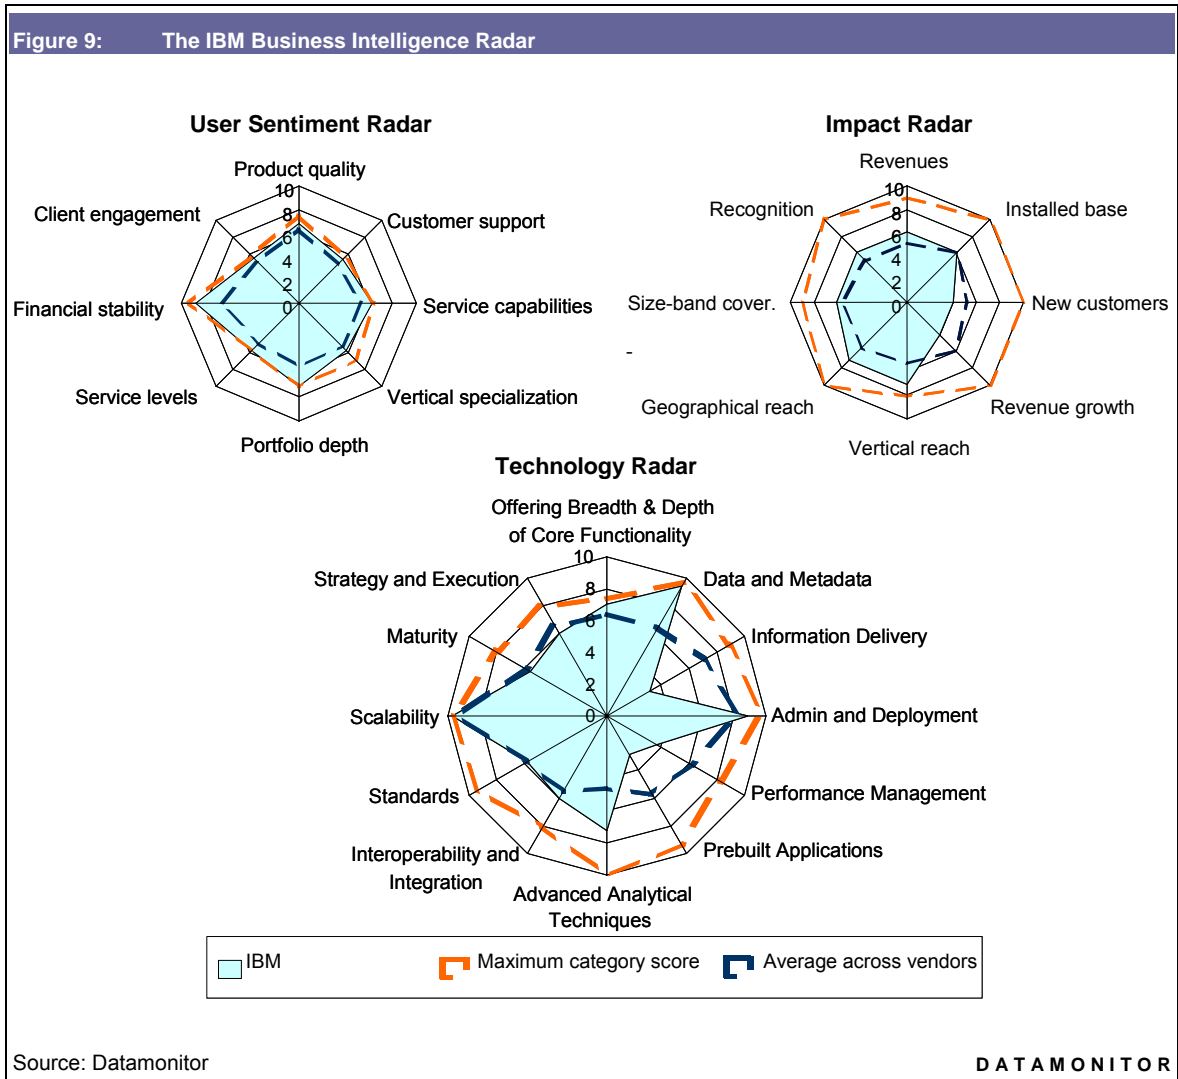 Figure 9: The IBM Business Intelligence Radar
User Sentiment Radar
Product quality
Customer support
Service capabilities
Vertical specialization
Portfolio depth
Service levels
Financial stability
Client engagement
10
8
6
4
2
0
Impact Radar
Revenues
Installed base
New customers
Revenue growth
Vertical reach
Geographical reach
-
Size-band cover.
Recognition
10
8
6
4
2
0
Technology Radar
Offering Breadth & Depth
of Core Functionality
Data and Metadata
Information Delivery
Admin and Deployment
Performance Management
Prebuilt Applications
Advanced Analytical
Techniques
Interoperability and
Integration
Standards
Scalability
Maturity
Strategy and Execution
10
8
6
4
2
0
IBM
Maximum category score
Average across vendors
Source: Datamonitor
DATAMONITOR